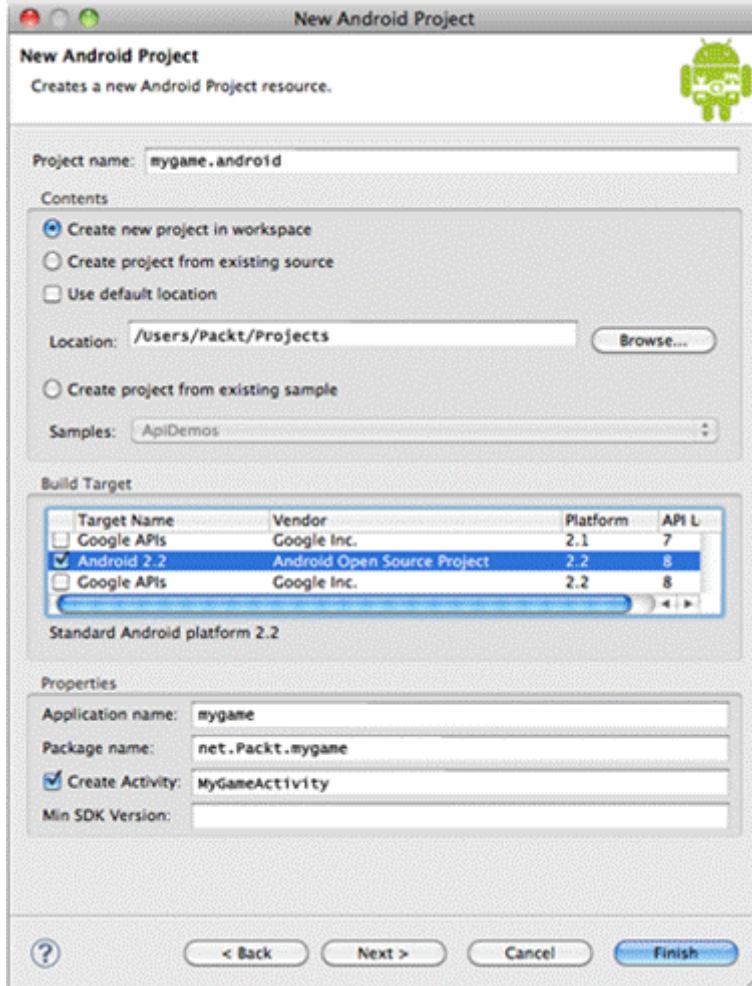 New Android Project
New Android Project
Creates a new Android Project resource.
Project name: mygame.android
Contents
Create new project in workspace
Create project from existing source
Use default location
Location: /Users/Packt/Projects Browse...
Create project from existing sample
Samples: ApiDemos
Build Target
Target Name Vendor Platform API L
Google APIs Google Inc. 2.1 7
Android 2.2 Android Open Source Project 2.2 8
Google APIs Google Inc. 2.2 8
Standard Android platform 2.2
Properties
Application name: mygame
Package name: net.Packt.mygame
Create Activity: MyGameActivity
Min SDK Version:
? < Back Next > Cancel Finish